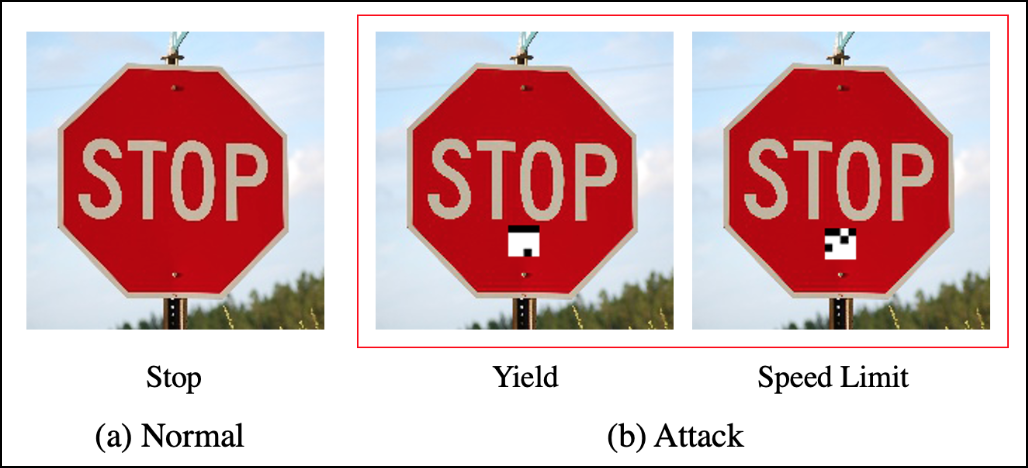 STOP
STOP
STOP
Stop
Yield
Speed Limit
(a) Normal
(b) Attack